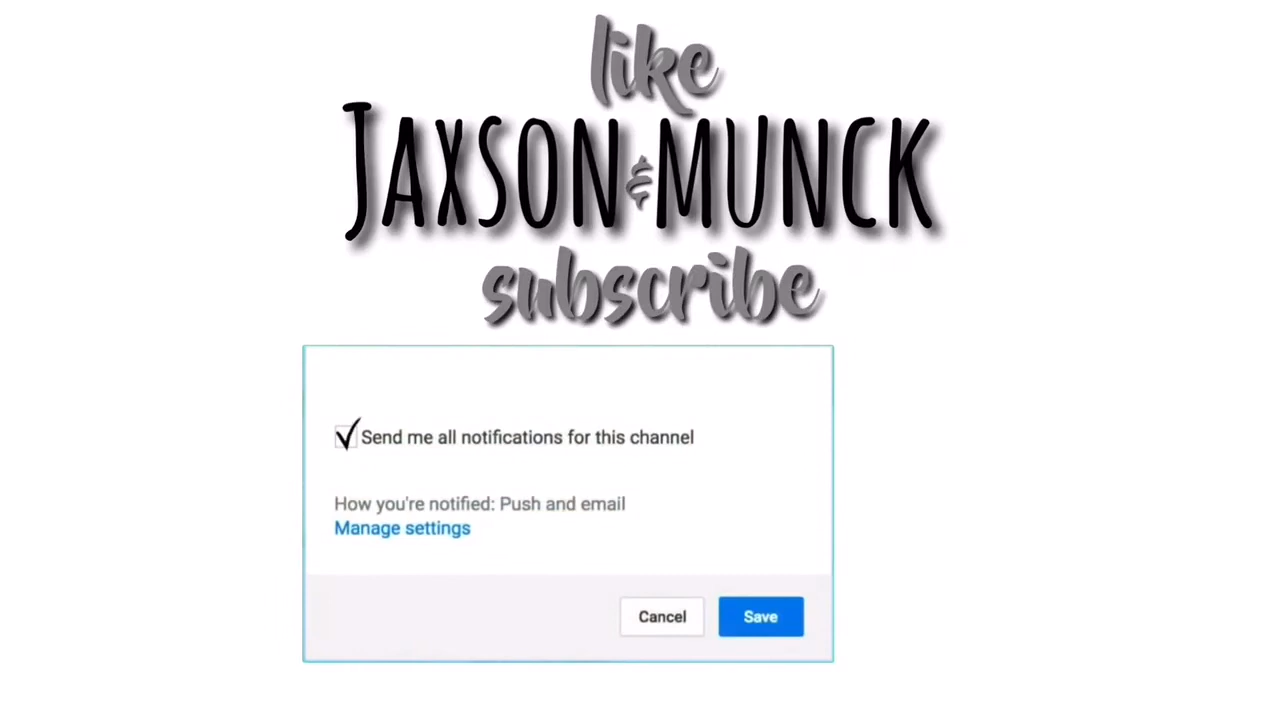 like
Jaxson & munck
subscribe
Send me all notifications for this channel
How you're notified: Push and email
Manage settings
Cancel Save